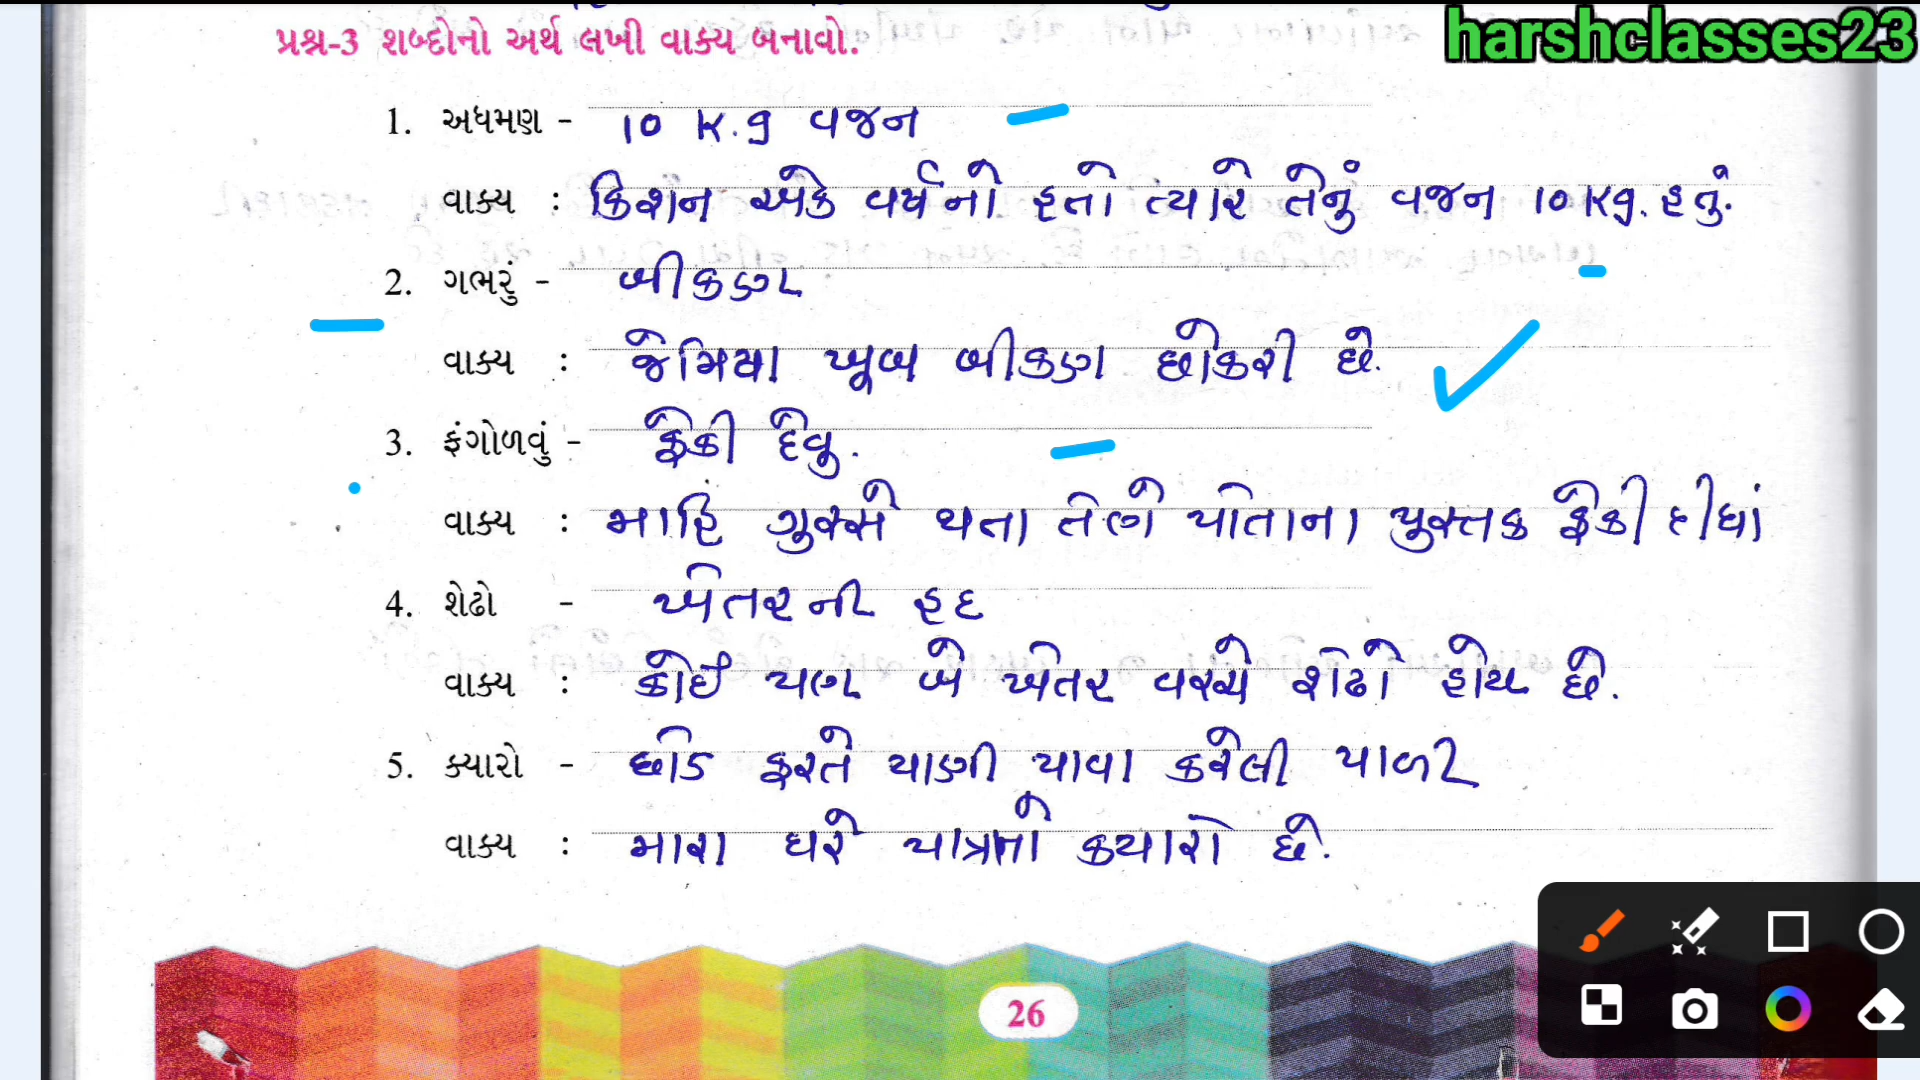 harshclasses23
પ્રશ્ન-3 શબ્દોનો અર્થ લખી વાક્ય બનાવો.
1. અધમણ - 10 K.g વજન
વાક્ય : કિશન એક વર્ષનો હતો ત્યારે તેનું વજન 10 Kg. હતું.
2. ગભરું - બીકણ
વાક્ય : જેમિષા ખૂબ બીકણ છોકરી છે.
3. ફંગોળવું - ફેંકી દેવુ.
વાક્ય : માહિ ગુસ્સે થતા તેણે પોતાના પુસ્તક ફેંકી દીધાં
4. શેઢો - ખેતરની હદ
વાક્ય : કોઈ પણ બે ખેતર વચ્ચે શેઢો હોય છે.
5. ક્યારો - છોડ ફરતે પાણી પાવા કરેલી પાળી
વાક્ય : મારા ઘરે પાત્રાનો ક્યારો છે.
26